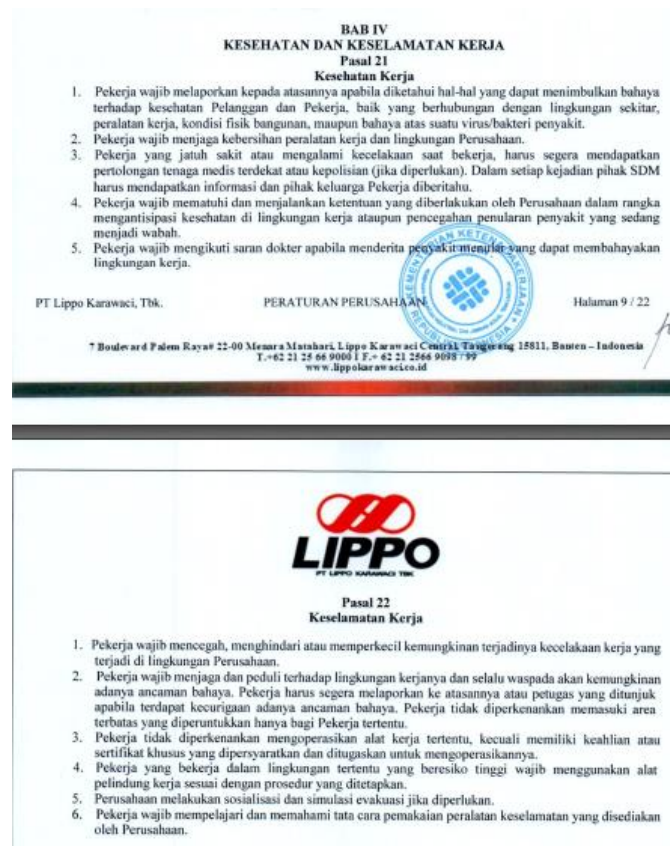 BAB IV
KESEHATAN DAN KESELAMATAN KERJA
Pasal 21
Kesehatan Kerja
1. Pekerja wajib melaporkan kepada atasannya apabila diketahui hal-hal yang dapat menimbulkan bahaya
terhadap kesehatan Pelanggan dan Pekerja, baik yang berhubungan dengan lingkungan sekitar,
peralatan kerja, kondisi fisik bangunan, maupun bahaya atas suatu virus/bakteri penyakit.
2. Pekerja wajib menjaga kebersihan peralatan kerja dan lingkungan Perusahaan.
3. Pekerja yang jatuh sakit atau mengalami kecelakaan saat bekerja, harus segera mendapatkan
pertolongan tenaga medis terdekat atau kepolisian (jika diperlukan). Dalam setiap kejadian pihak SDM
harus mendapatkan informasi dan pihak keluarga Pekerja diberitahu.
4. Pekerja wajib mematuhi dan menjalankan ketentuan yang diberlakukan oleh Perusahaan dalam rangka
mengantisipasi kesehatan di lingkungan kerja ataupun pencegahan penularan penyakit yang sedang
menjadi wabah.
5. Pekerja wajib mengikuti saran dokter apabila menderita penyakit menular yang dapat membahayakan
lingkungan kerja.
PT Lippo Karawaci, Tbk. PERATURAN PERUSAHAAN Halaman 9 / 22
7 Boulevard Palem Raya# 22-00 Menara Matahari, Lippo Karawaci Central, Tangerang 15811, Banten – Indonesia
T.+62 21 25 66 9000 I F.+ 62 21 2566 9098 / 99
www.lippokarawaci.co.id
LIPPO
PT LIPPO KARAWACI TBK
Pasal 22
Keselamatan Kerja
1. Pekerja wajib mencegah, menghindari atau memperkecil kemungkinan terjadinya kecelakaan kerja yang
terjadi di lingkungan Perusahaan.
2. Pekerja wajib menjaga dan peduli terhadap lingkungan kerjanya dan selalu waspada akan kemungkinan
adanya ancaman bahaya. Pekerja harus segera melaporkan ke atasannya atau petugas yang ditunjuk
apabila terdapat kecurigaan adanya ancaman bahaya. Pekerja tidak diperkenankan memasuki area
terbatas yang diperuntukkan hanya bagi Pekerja tertentu.
3. Pekerja tidak diperkenankan mengoperasikan alat kerja tertentu, kecuali memiliki keahlian atau
sertifikat khusus yang dipersyaratkan dan ditugaskan untuk mengoperasikannya.
4. Pekerja yang bekerja dalam lingkungan tertentu yang beresiko tinggi wajib menggunakan alat
pelindung kerja sesuai dengan prosedur yang ditetapkan.
5. Perusahaan melakukan sosialisasi dan simulasi evakuasi jika diperlukan.
6. Pekerja wajib mempelajari dan memahami tata cara pemakaian peralatan keselamatan yang disediakan
oleh Perusahaan.